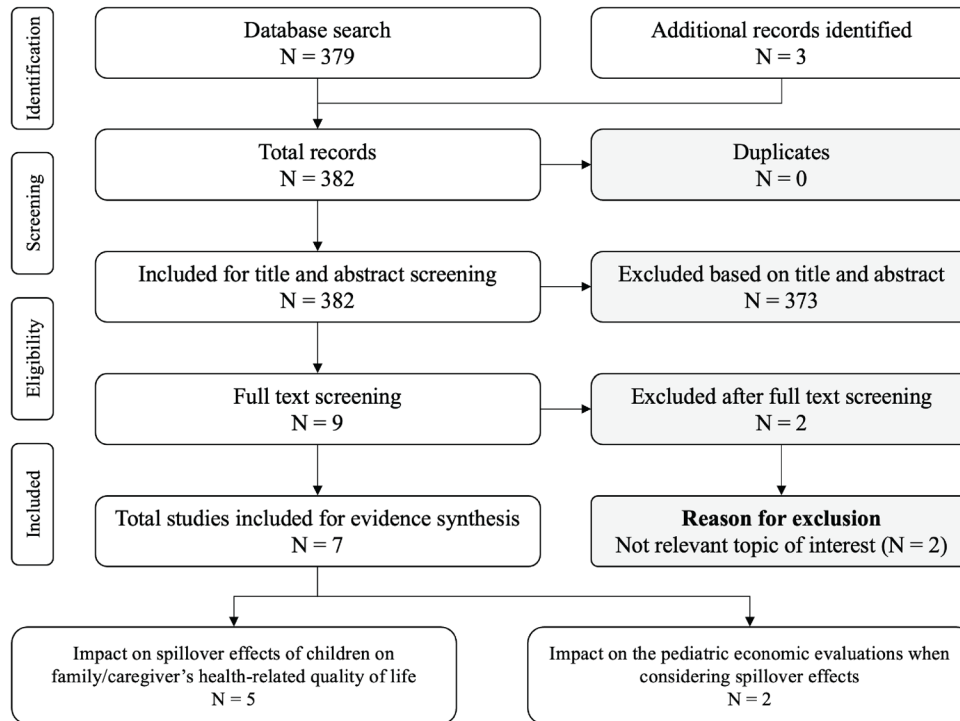 Identification
Database search
N = 379
Additional records identified
N = 3
Screening
Total records
N = 382
Duplicates
N = 0
Included for title and abstract screening
N = 382
Excluded based on title and abstract
N = 373
Eligibility
Full text screening
N = 9
Excluded after full text screening
N = 2
Included
Total studies included for evidence synthesis
N = 7
Reason for exclusion
Not relevant topic of interest (N = 2)
Impact on spillover effects of children on
family/caregiver’s health-related quality of life
N = 5
Impact on the pediatric economic evaluations when
considering spillover effects
N = 2